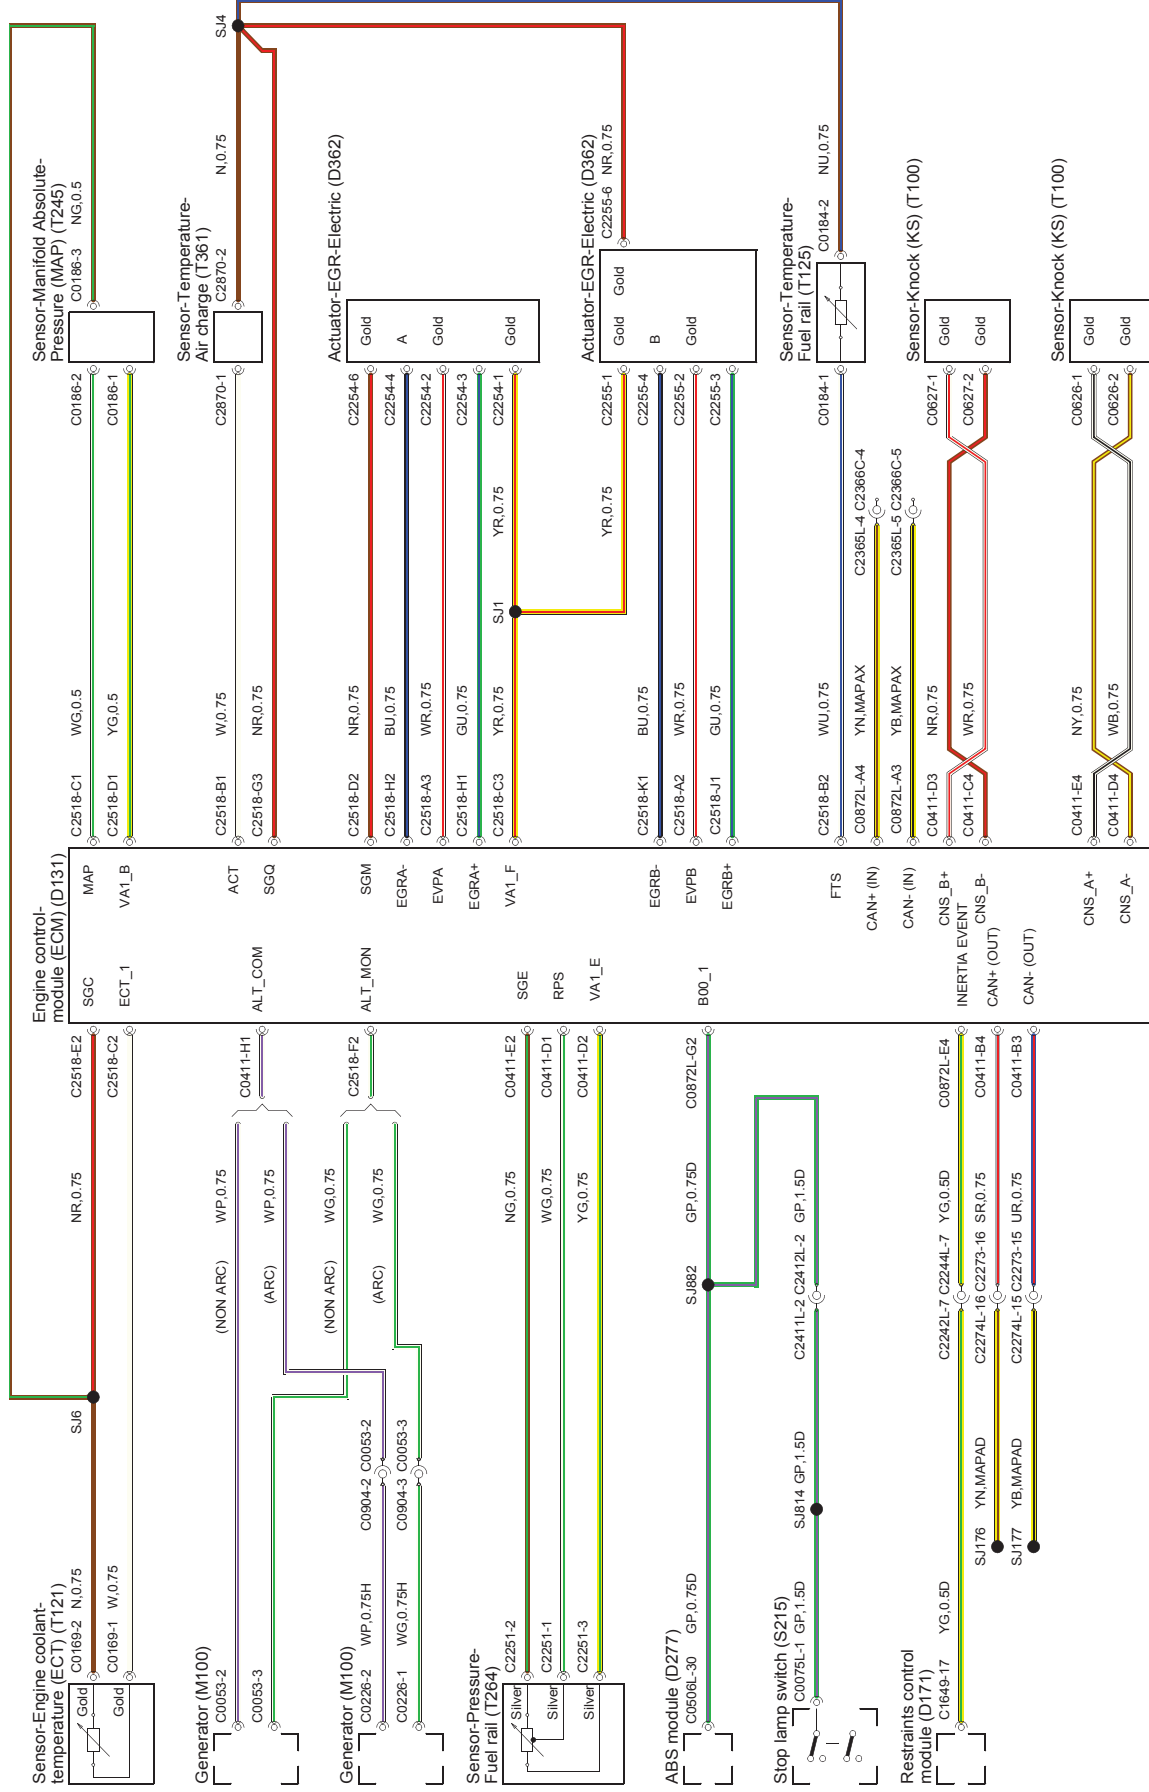 Sensor-Engine coolant-
temperature (ECT) (T121)
C0169-2 N,0.75
SJ6
NR,0.75
C2518-E2
Gold
C0169-1 W,0.75
C2518-C2
Gold
Engine control-
module (ECM) (D131)
SGC
MAP
ECT_1
VA1_B
Sensor-Manifold Absolute-
Pressure (MAP) (T245)
C2518-C1
WG,0.5
C0186-2
C0186-3
NG,0.5
C2518-D1
YG,0.5
C0186-1
Generator (M100)
C0053-2
(NON ARC)
WP,0.75
C0411-H1
ALT_COM
C0053-3
(ARC)
WP,0.75
ACT
SGQ
Sensor-Temperature-
Air charge (T361)
C2518-B1
W,0.75
C2870-1
C2870-2
N,0.75
SJ4
C2518-G3
NR,0.75
Generator (M100)
C0226-2
WP,0.75H
C0904-2
C0053-2
(NON ARC)
WG,0.75
C2518-F2
ALT_MON
C0226-1
WG,0.75H
C0904-3
C0053-3
(ARC)
WG,0.75
SGM
EGRA-
EVPA
EGRA+
VA1_F
Actuator-EGR-Electric (D362)
C2518-D2
NR,0.75
C2254-6
Gold
C2518-H2
BU,0.75
C2254-4
A
C2518-A3
WR,0.75
C2254-2
Gold
C2518-H1
GU,0.75
C2254-3
C2518-C3
YR,0.75
SJ1
YR,0.75
C2254-1
Gold
Sensor-Pressure-
Fuel rail (T264)
C2251-2
NG,0.75
C0411-E2
SGE
Silver
C2251-1
WG,0.75
C0411-D1
RPS
Silver
C2251-3
YG,0.75
C0411-D2
VA1_E
Silver
Actuator-EGR-Electric (D362)
YR,0.75
C2255-1
Gold
Gold
C2255-6
NR,0.75
EGRB-
C2518-K1
BU,0.75
C2255-4
B
EVPB
C2518-A2
WR,0.75
C2255-2
Gold
EGRB+
C2518-J1
GU,0.75
C2255-3
ABS module (D277)
C0506L-30
GP,0.75D
SJ882
GP,0.75D
C0872L-G2
B00_1
Stop lamp switch (S215)
C0075L-1
GP,1.5D
SJ814
GP,1.5D
C2411L-2
C2412L-2
GP,1.5D
Sensor-Temperature-
Fuel rail (T125)
FTS
C2518-B2
WU,0.75
C0184-1
C0184-2
NU,0.75
CAN+ (IN)
C0872L-A4
YN,MAPAX
C2365L-4
C2366C-4
CAN- (IN)
C0872L-A3
YB,MAPAX
C2365L-5
C2366C-5
Restraints control
module (D171)
C1649-17
YG,0.5D
C2242L-7
C2244L-7
YG,0.5D
C0872L-E4
INERTIA EVENT
SJ176
YN,MAPAD
C2274L-16
C2273-16
SR,0.75
C0411-B4
CAN+ (OUT)
SJ177
YB,MAPAD
C2274L-15
C2273-15
UR,0.75
C0411-B3
CAN- (OUT)
Sensor-Knock (KS) (T100)
CNS_B+
C0411-D3
NR,0.75
C0627-1
Gold
CNS_B-
C0411-C4
WR,0.75
C0627-2
Gold
Sensor-Knock (KS) (T100)
CNS_A+
C0411-E4
NY,0.75
C0626-1
Gold
CNS_A-
C0411-D4
WB,0.75
C0626-2
Gold